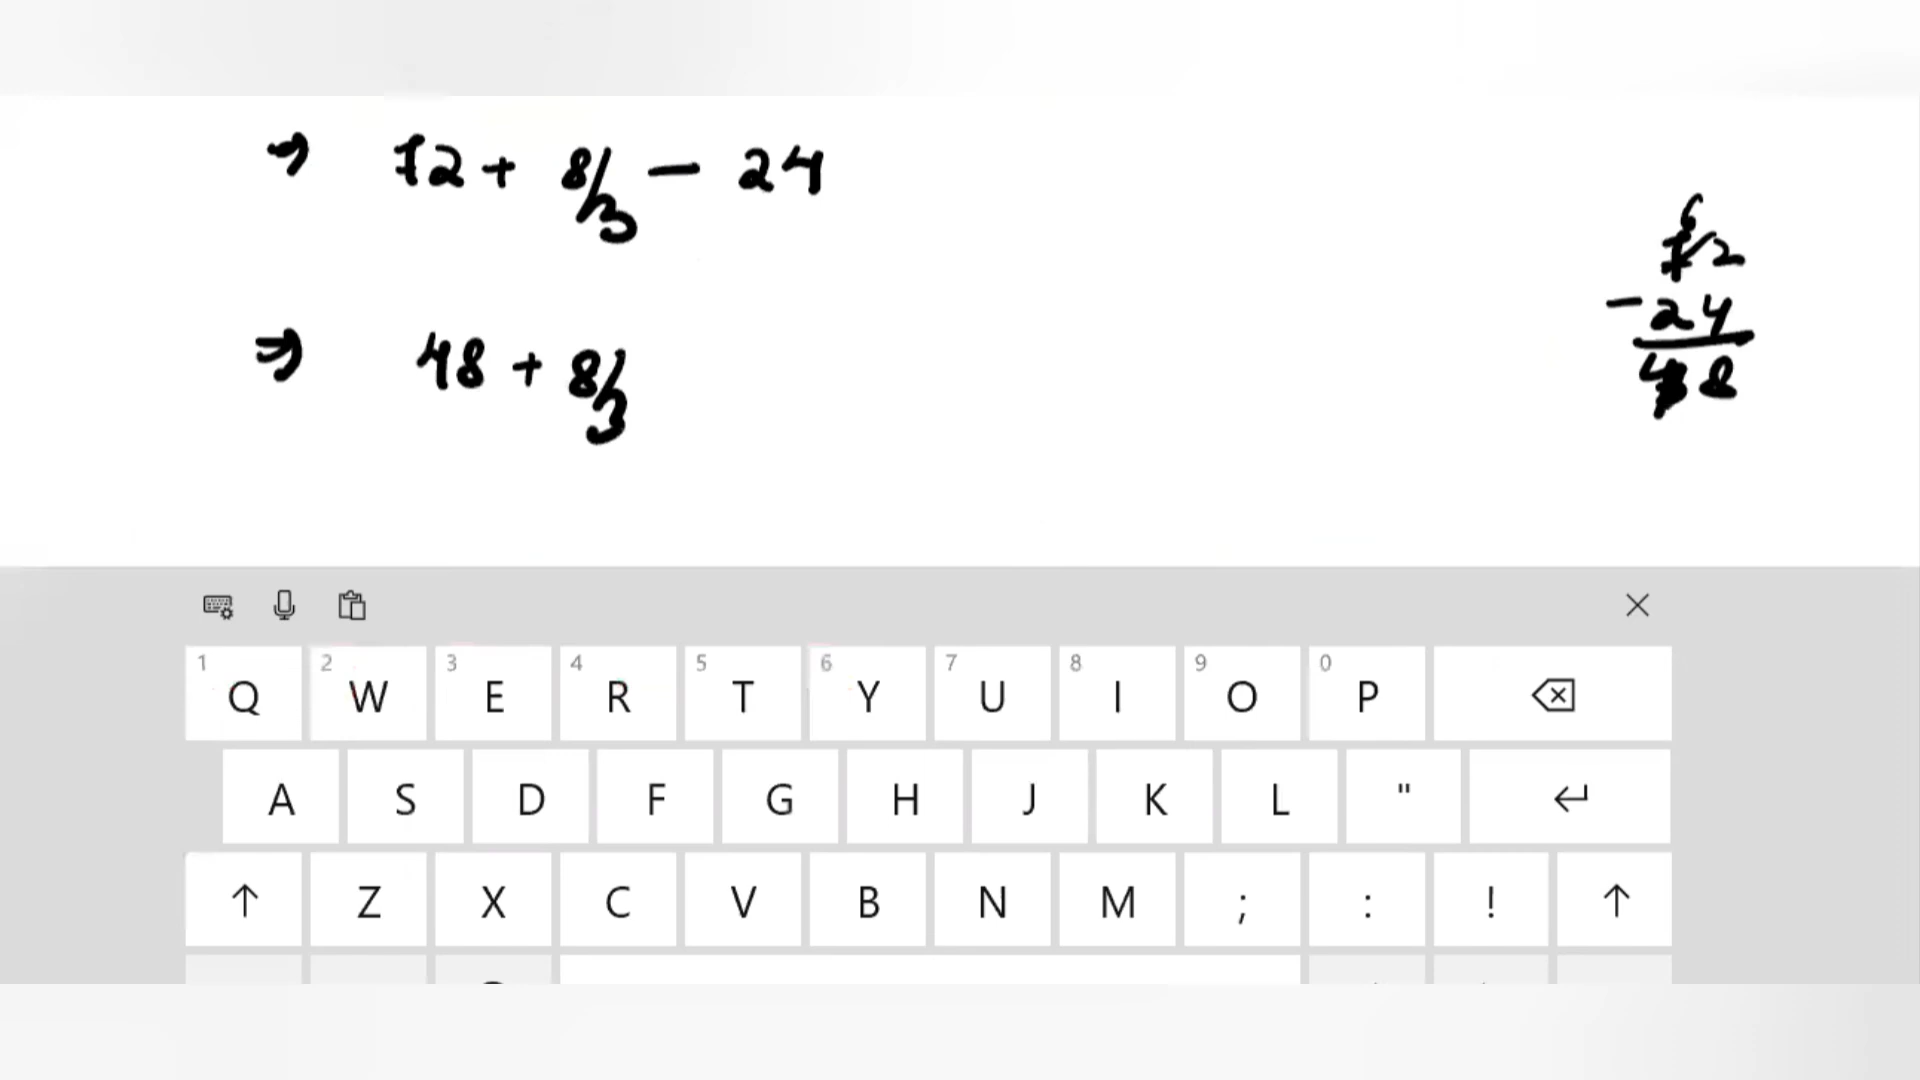 ⇒ 72 + 8/3 - 24
⇒ 48 + 8/3
6
72
- 24
48
1 Q 2 W 3 E 4 R 5 T 6 Y 7 U 8 I 9 O 0 P
A S D F G H J K L " 
↑ Z X C V B N M ; : ! ↑